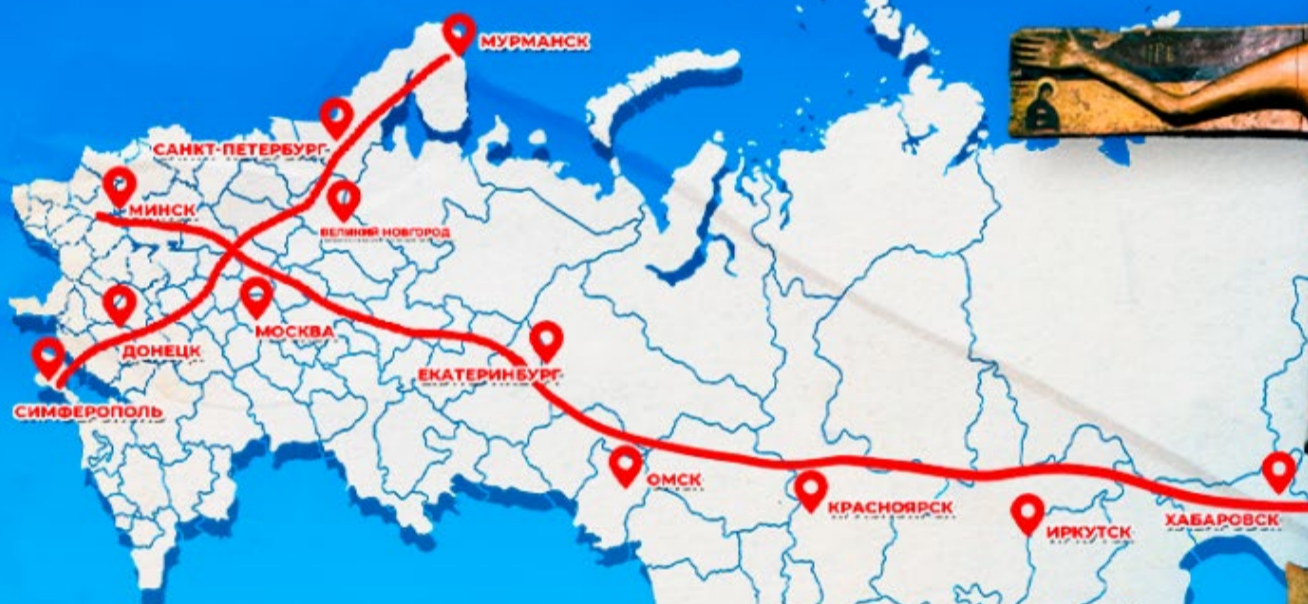 МУРМАНСК
САНКТ-ПЕТЕРБУРГ
МИНСК
ВЕЛИКИЙ НОВГОРОД
МОСКВА
ДОНЕЦК
ЕКАТЕРИНБУРГ
СИМФЕРОПОЛЬ
ОМСК
КРАСНОЯРСК
ХАБАРОВСК
ИРКУТСК